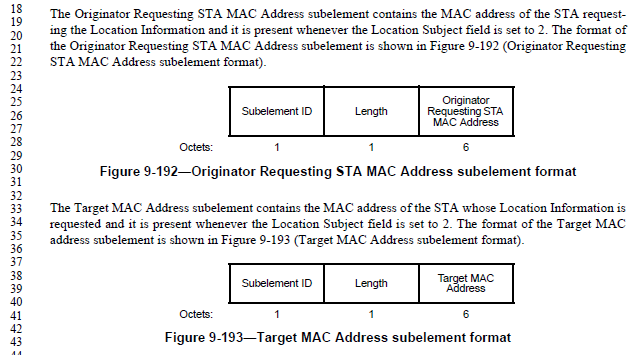 18
19
20
21
22
23
24
25
26
27
28
29
30
31
32
33
34
35
36
37
38
39
40
41
42
43
44
The Originator Requesting STA MAC Address subelement contains the MAC address of the STA request-
ing the Location Information and it is present whenever the Location Subject field is set to 2. The format of
the Originator Requesting STA MAC Address subelement is shown in Figure 9-192 (Originator Requesting
STA MAC Address subelement format).
Subelement ID Length Originator
Requesting STA
MAC Address
Octets: 1 1 6
Figure 9-192—Originator Requesting STA MAC Address subelement format
The Target MAC Address subelement contains the MAC address of the STA whose Location Information is
requested and it is present whenever the Location Subject field is set to 2. The format of the Target MAC
address subelement is shown in Figure 9-193 (Target MAC Address subelement format).
Subelement ID Length Target MAC
Address
Octets: 1 1 6
Figure 9-193—Target MAC Address subelement format